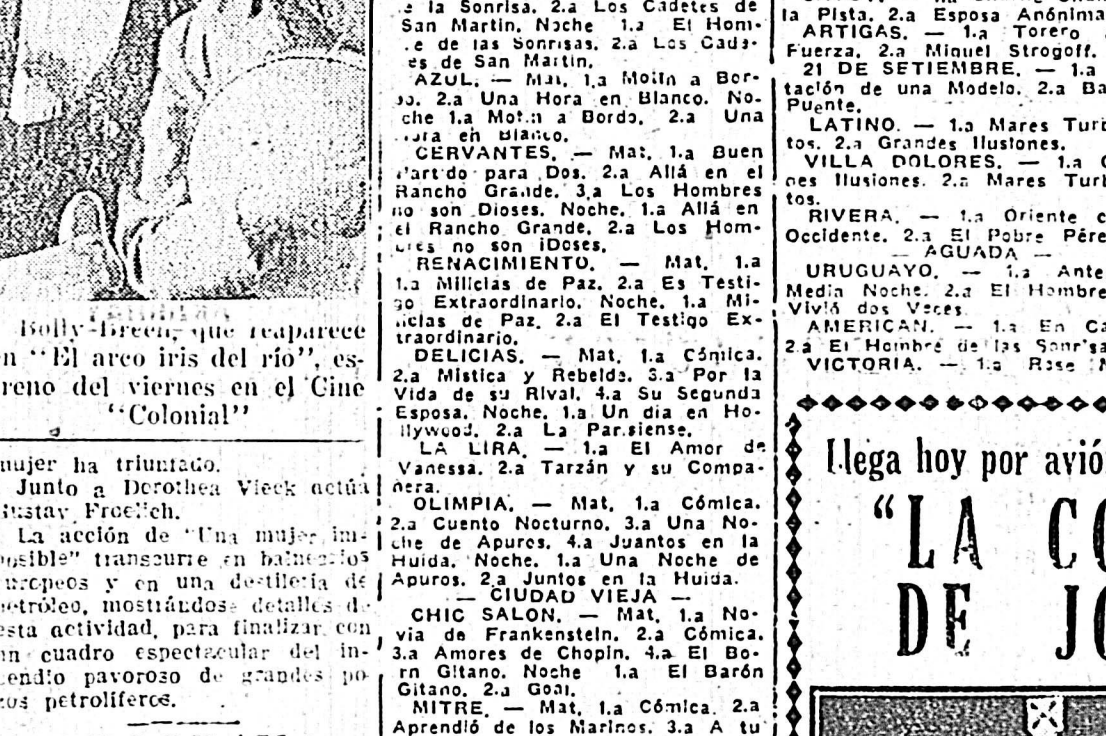 Bolly Breen, que reaparece
en "El arco iris del río", es-
reno del viernes en el Cine
"Colonial"
mujer ha triunfado.
Junto a Dorothea Vieck actúa
Gustav Froelich.
La acción de "Una mujer im-
posible" transcurre en balnearios
europeos y en una destilería de
petróleo, mostrándose detalles de
esta actividad, para finalizar con
un cuadro espectacular del in-
cendio pavoroso de grandes po-
zos petrolíferos.
la Sonrisa. 2.a Los Cadetes de
San Martín. Noche 1.a El Hom-
e de las Sonrisas. 2.a Los Cade-
es de San Martín.
AZUL. — Mat. 1.a Motín a Bor-
do. 2.a Una Hora en Blanco. No-
che 1.a Motín a Bordo. 2.a Una
Hora en Blanco.
CERVANTES. — Mat. 1.a Buen
Partido para Dos. 2.a Allá en el
Rancho Grande. 3.a Los Hombres
no son Dioses. Noche. 1.a Allá en
el Rancho Grande. 2.a Los Hom-
bres no son iDoses.
RENACIMIENTO. — Mat. 1.a
1.a Milicias de Paz. 2.a Es Testi-
go Extraordinario. Noche. 1.a Mi-
licias de Paz. 2.a El Testigo Ex-
traordinario.
DELICIAS. — Mat. 1.a Cómica.
2.a Mistica y Rebelde. 3.a Por la
Vida de su Rival. 4.a Su Segunda
Esposa. Noche. 1.a Un día en Ho-
llywood. 2.a La Parisiense.
LA LIRA. — 1.a El Amor de
Vanessa. 2.a Tarzán y su Compa-
ñera.
OLIMPIA. — Mat. 1.a Cómica.
2.a Cuento Nocturno. 3.a Una No-
che de Apuros. 4.a Juantos en la
Huida. Noche. 1.a Una Noche de
Apuros. 2.a Juntos en la Huida.
— CIUDAD VIEJA —
CHIC SALON. — Mat. 1.a No-
via de Frankenstein. 2.a Cómica.
3.a Amores de Chopin. 4.a El Bo-
rn Gitano. Noche 1.a El Barón
Gitano. 2.a Goal.
MITRE. — Mat. 1.a Cómica. 2.a
Aprendió de los Marinos. 3.a A tu
la Pista. 2.a Esposa Anónima
ARTIGAS. — 1.a Torero
Fuerza. 2.a Miguel Strogoff.
21 DE SETIEMBRE. — 1.a
tación de una Modelo. 2.a Ba
Puente.
LATINO. — 1.a Mares Turb
tos. 2.a Grandes Ilusiones.
VILLA DOLORES. — 1.a G
nes Ilusiones. 2.a Mares Turb
tos.
RIVERA. — 1.a Oriente c
Occidente. 2.a El Pobre Pére
— AGUADA —
URUGUAYO. — 1.a Ante
Media Noche. 2.a El Hombre
Vivió dos Veces.
AMERICAN. — 1.a En Ca
2.a El Hombre de las Sonrisa
VICTORIA. — 1.a Rose M
Llega hoy por avió
"LA CO
DE JO